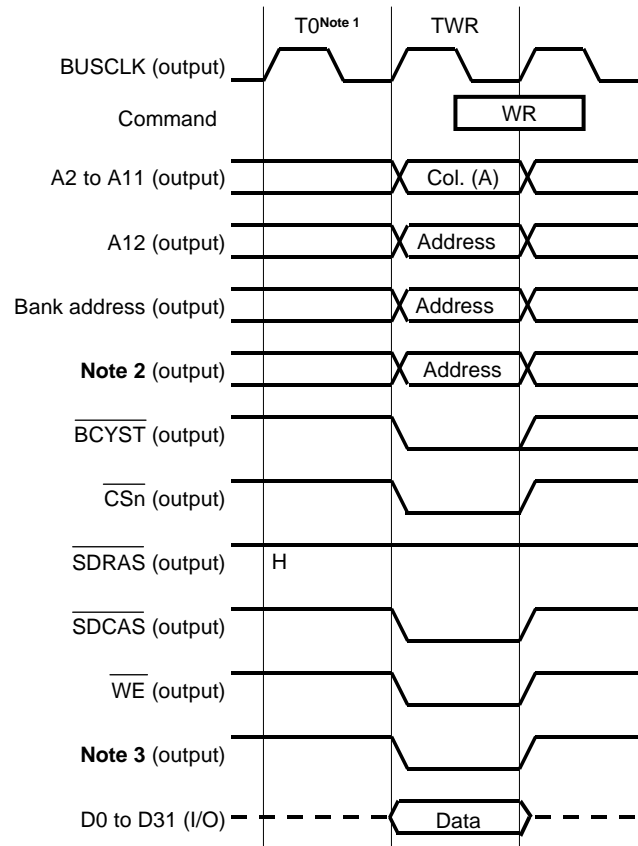 T0Note 1 TWR
BUSCLK (output)
Command WR
A2 to A11 (output) Col. (A)
A12 (output) Address
Bank address (output) Address
Note 2 (output) Address
BCYST (output)
CSn (output)
SDRAS (output) H
SDCAS (output)
WE (output)
Note 3 (output)
D0 to D31 (I/O) Data